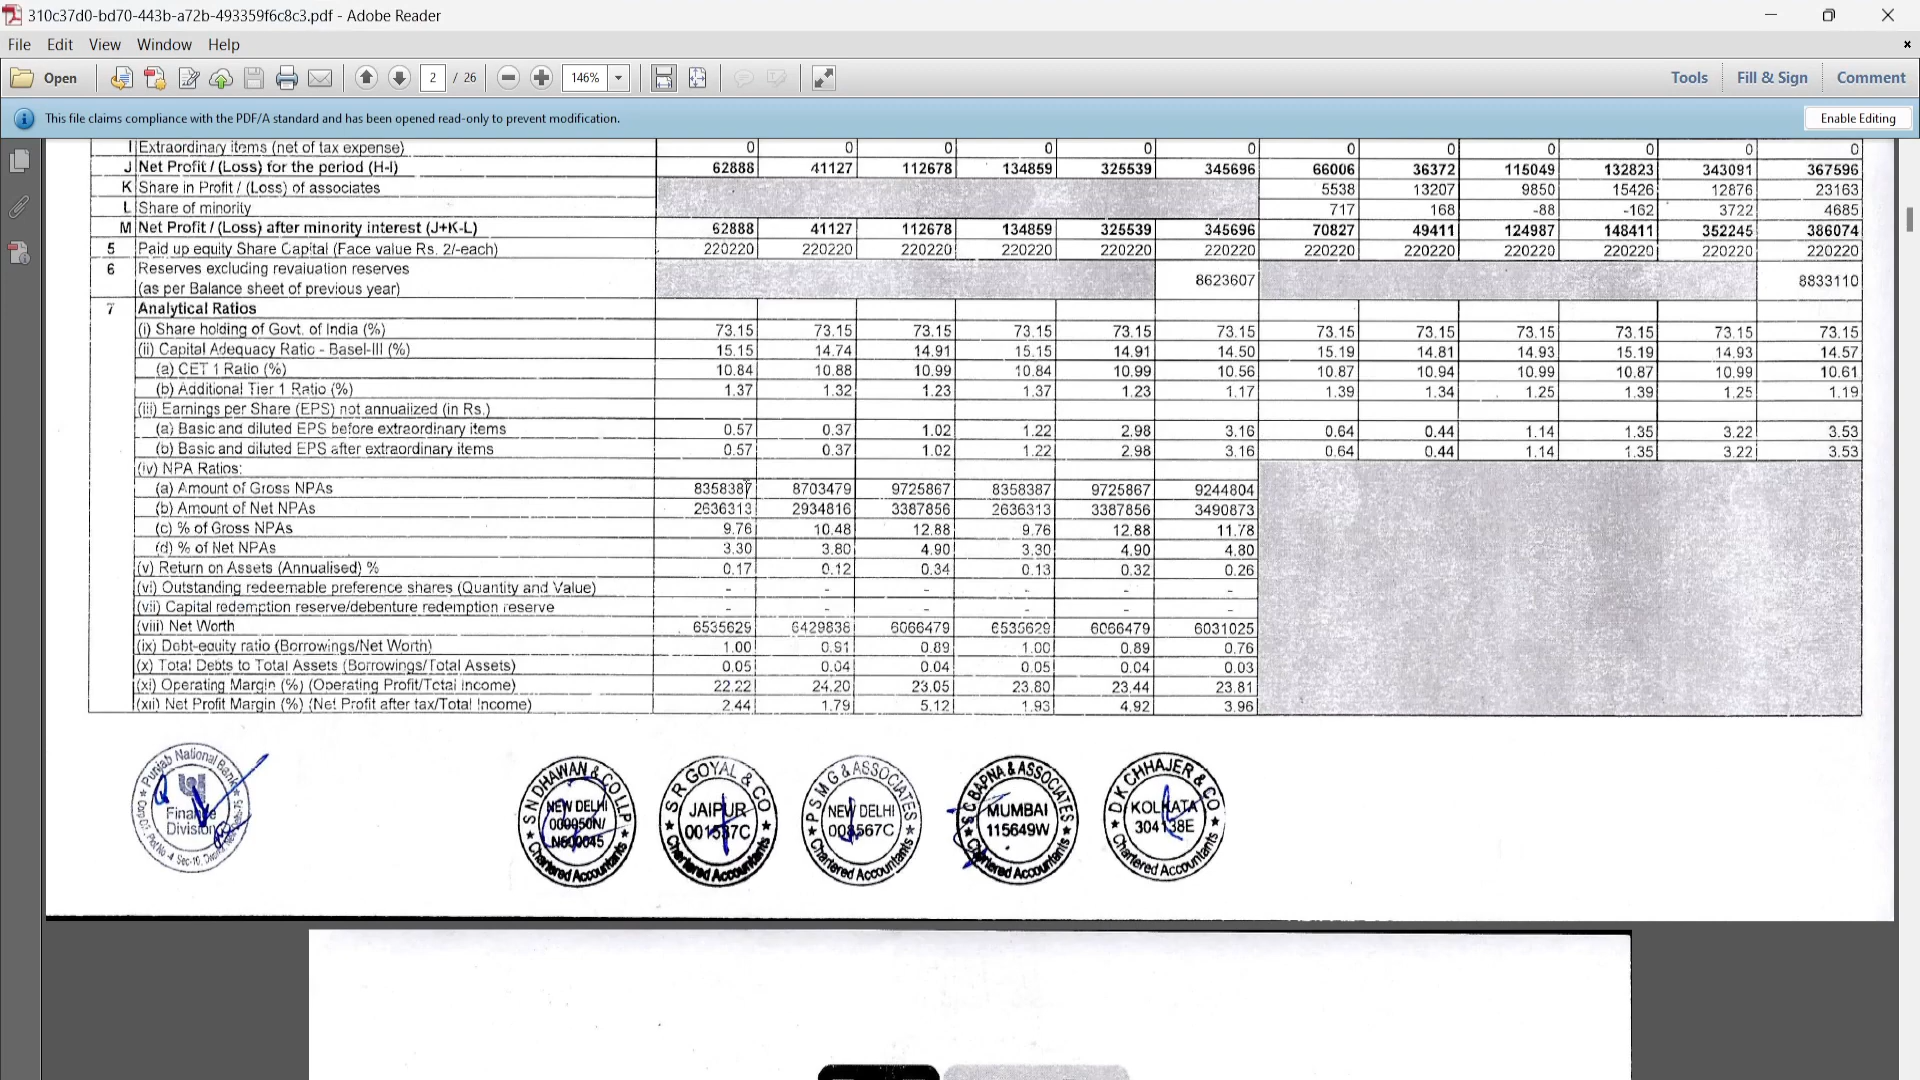 310c37d0-bd70-443b-a72b-493359f6c8c3.pdf - Adobe Reader
File Edit View Window Help
Open 2 / 26 146% Tools Fill & Sign Comment
This file claims compliance with the PDF/A standard and has been opened read-only to prevent modification. Enable Editing
I Extraordinary items (net of tax expense) 0 0 0 0 0 0 0 0 0 0 0 0
J Net Profit / (Loss) for the period (H-I) 62888 41127 112678 134859 325539 345696 66006 36372 115049 132823 343091 367596
K Share in Profit / (Loss) of associates 5538 13207 9850 15426 12876 23163
L Share of minority 717 168 -88 -162 3722 4685
M Net Profit / (Loss) after minority interest (J+K-L) 62888 41127 112678 134859 325539 345696 70827 49411 124987 148411 352245 386074
5 Paid up equity Share Capital (Face value Rs. 2/-each) 220220 220220 220220 220220 220220 220220 220220 220220 220220 220220 220220 220220
6 Reserves excluding revaluation reserves
(as per Balance sheet of previous year) 8623607 8833110
7 Analytical Ratios
(i) Share holding of Govt. of India (%) 73.15 73.15 73.15 73.15 73.15 73.15 73.15 73.15 73.15 73.15 73.15 73.15
(ii) Capital Adequacy Ratio - Basel-III (%) 15.15 14.74 14.91 15.15 14.91 14.50 15.19 14.81 14.93 15.19 14.93 14.57
(a) CET 1 Ratio (%) 10.84 10.88 10.99 10.84 10.99 10.56 10.87 10.94 10.99 10.87 10.99 10.61
(b) Additional Tier 1 Ratio (%) 1.37 1.32 1.23 1.37 1.23 1.17 1.39 1.34 1.25 1.39 1.25 1.19
(iii) Earnings per Share (EPS) not annualized (in Rs.)
(a) Basic and diluted EPS before extraordinary items 0.57 0.37 1.02 1.22 2.98 3.16 0.64 0.44 1.14 1.35 3.22 3.53
(b) Basic and diluted EPS after extraordinary items 0.57 0.37 1.02 1.22 2.98 3.16 0.64 0.44 1.14 1.35 3.22 3.53
(iv) NPA Ratios:
(a) Amount of Gross NPAs 8358387 8703479 9725867 8358387 9725867 9244804
(b) Amount of Net NPAs 2636313 2934816 3387856 2636313 3387856 3490873
(c) % of Gross NPAs 9.76 10.48 12.88 9.76 12.88 11.78
(d) % of Net NPAs 3.30 3.80 4.90 3.30 4.90 4.80
(v) Return on Assets (Annualised) % 0.17 0.12 0.34 0.13 0.32 0.26
(vi) Outstanding redeemable preference shares (Quantity and Value) - - - - - -
(vii) Capital redemption reserve/debenture redemption reserve - - - - - -
(viii) Net Worth 6535629 6429836 6066479 6535629 6066479 6031025
(ix) Debt-equity ratio (Borrowings/Net Worth) 1.00 0.91 0.89 1.00 0.89 0.76
(x) Total Debts to Total Assets (Borrowings/Total Assets) 0.05 0.04 0.04 0.05 0.04 0.03
(xi) Operating Margin (%) (Operating Profit/Total Income) 22.22 24.20 23.05 23.80 23.44 23.81
(xii) Net Profit Margin (%) (Net Profit after tax/Total Income) 2.44 1.79 5.12 1.93 4.92 3.96
Punjab National Bank
Finance
Division
S N DHAWAN & CO LLP
NEW DELHI
000050N/
N500045
Chartered Accountants
S R GOYAL & CO
JAIPUR
001537C
Chartered Accountants
P S M G & ASSOCIATES
NEW DELHI
008567C
Chartered Accountants
S C BAPNA & ASSOCIATES
MUMBAI
115649W
Chartered Accountants
D K CHHAJER & CO
KOLKATA
304138E
Chartered Accountants